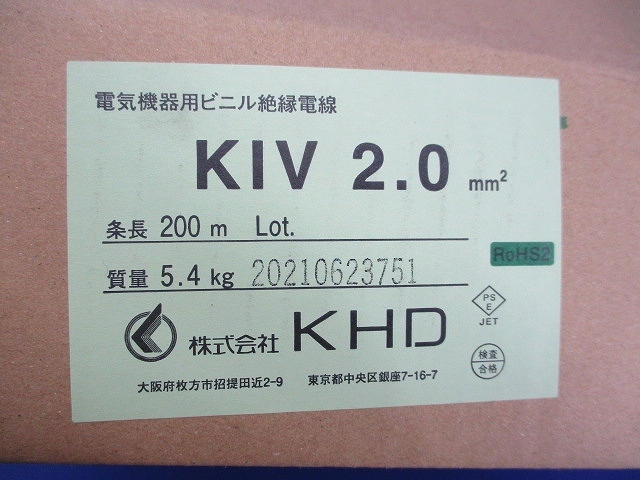 電気機器用ビニル絶縁電線
KIV 2.0 mm²
条長 200 m Lot.
質量 5.4 kg 20210623751
RoHS2
PS
E
JET
株式会社 KHD
検査
合格
大阪府枚方市招提田近2-9 東京都中央区銀座7-16-7